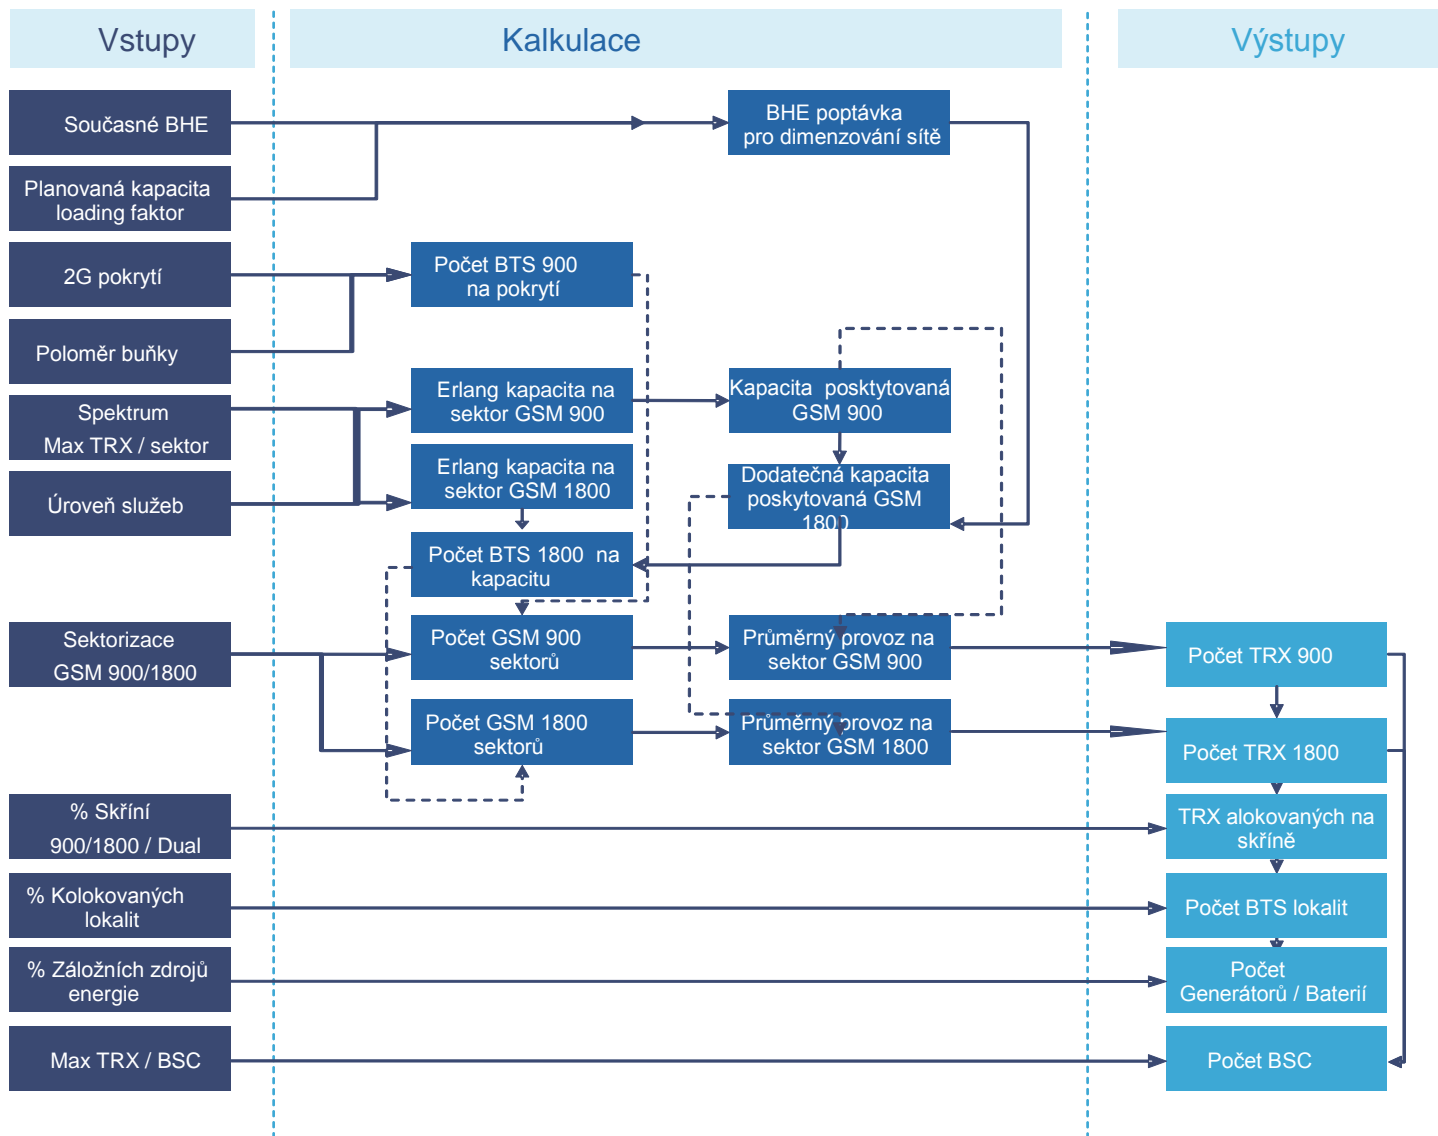 Vstupy
Kalkulace
Výstupy
Současné BHE
Planovaná kapacita
loading faktor
2G pokrytí
Poloměr buňky
Spektrum
Max TRX / sektor
Úroveň služeb
Sektorizace
GSM 900/1800
% Skříní
900/1800 / Dual
% Kolokovaných
lokalit
% Záložních zdrojů
energie
Max TRX / BSC
BHE poptávka
pro dimenzování sítě
Počet BTS 900
na pokrytí
Erlang kapacita na
sektor GSM 900
Kapacita posktytovaná
GSM 900
Erlang kapacita na
sektor GSM 1800
Dodatečná kapacita
poskytovaná GSM
1800
Počet BTS 1800 na
kapacitu
Počet GSM 900
sektorů
Průměrný provoz na
sektor GSM 900
Počet GSM 1800
sektorů
Průměrný provoz na
sektor GSM 1800
Počet TRX 900
Počet TRX 1800
TRX alokovaných na
skříně
Počet BTS lokalit
Počet
Generátorů / Baterií
Počet BSC